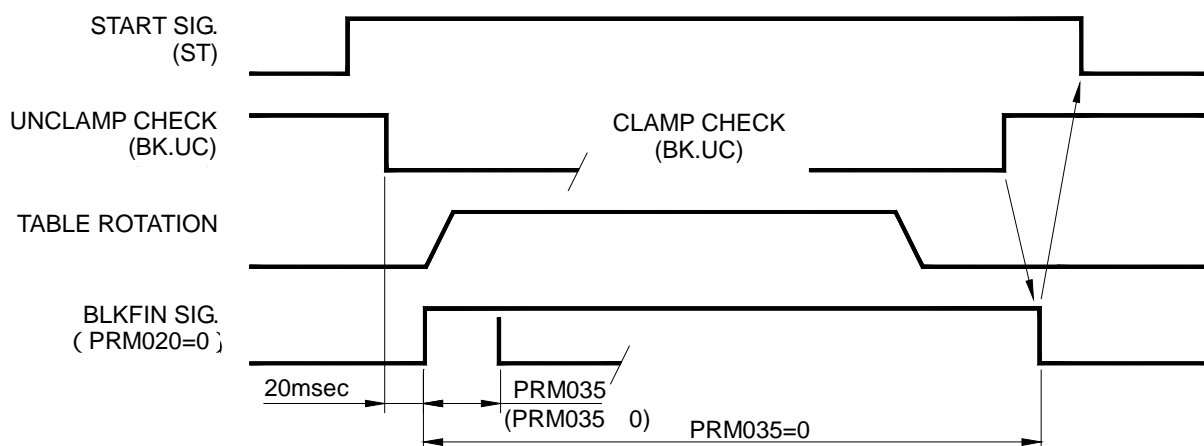 START SIG.
(ST)
UNCLAMP CHECK
(BK.UC)
CLAMP CHECK
(BK.UC)
TABLE ROTATION
BLKFIN SIG.
( PRM020=0 )
20msec
PRM035
(PRM035 0)
PRM035=0